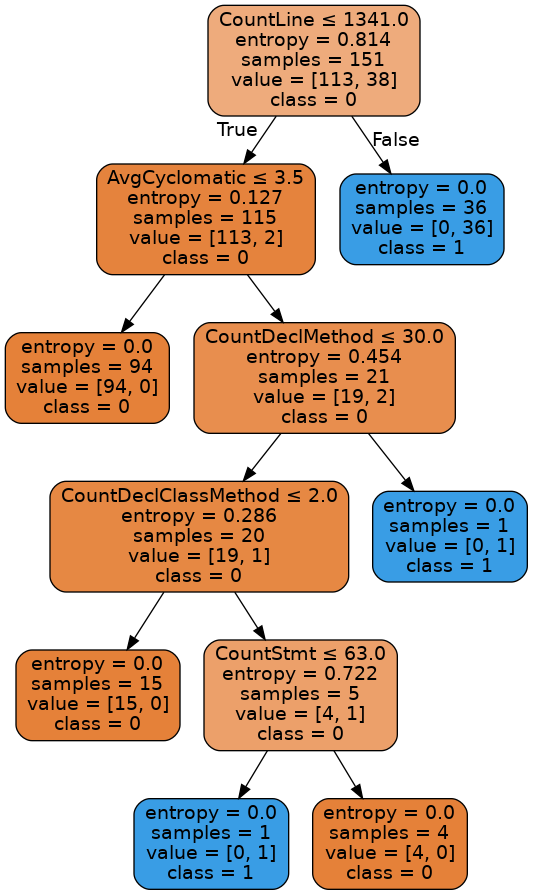 CountLine ≤ 1341.0
entropy = 0.814
samples = 151
value = [113, 38]
class = 0
True
False
AvgCyclomatic ≤ 3.5
entropy = 0.127
samples = 115
value = [113, 2]
class = 0
entropy = 0.0
samples = 36
value = [0, 36]
class = 1
entropy = 0.0
samples = 94
value = [94, 0]
class = 0
CountDeclMethod ≤ 30.0
entropy = 0.454
samples = 21
value = [19, 2]
class = 0
CountDeclClassMethod ≤ 2.0
entropy = 0.286
samples = 20
value = [19, 1]
class = 0
entropy = 0.0
samples = 1
value = [0, 1]
class = 1
entropy = 0.0
samples = 15
value = [15, 0]
class = 0
CountStmt ≤ 63.0
entropy = 0.722
samples = 5
value = [4, 1]
class = 0
entropy = 0.0
samples = 1
value = [0, 1]
class = 1
entropy = 0.0
samples = 4
value = [4, 0]
class = 0